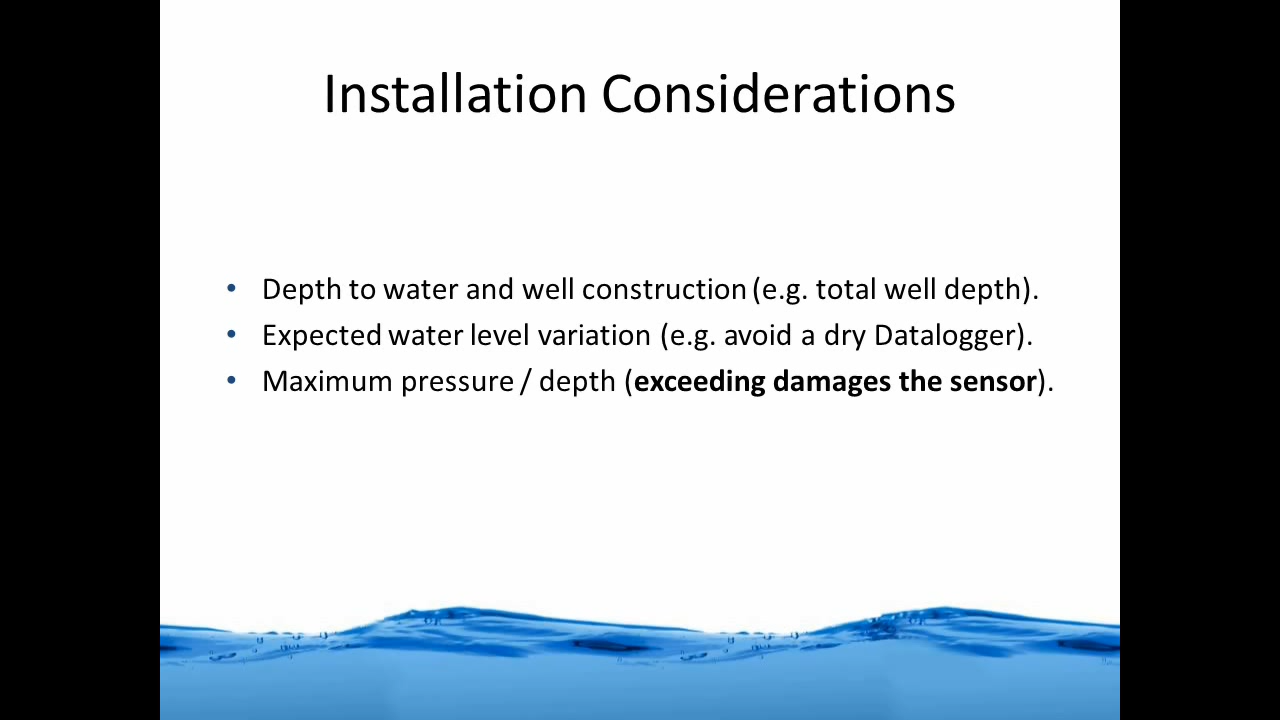 Installation Considerations
• Depth to water and well construction (e.g. total well depth).
• Expected water level variation (e.g. avoid a dry Datalogger).
• Maximum pressure / depth (exceeding damages the sensor).